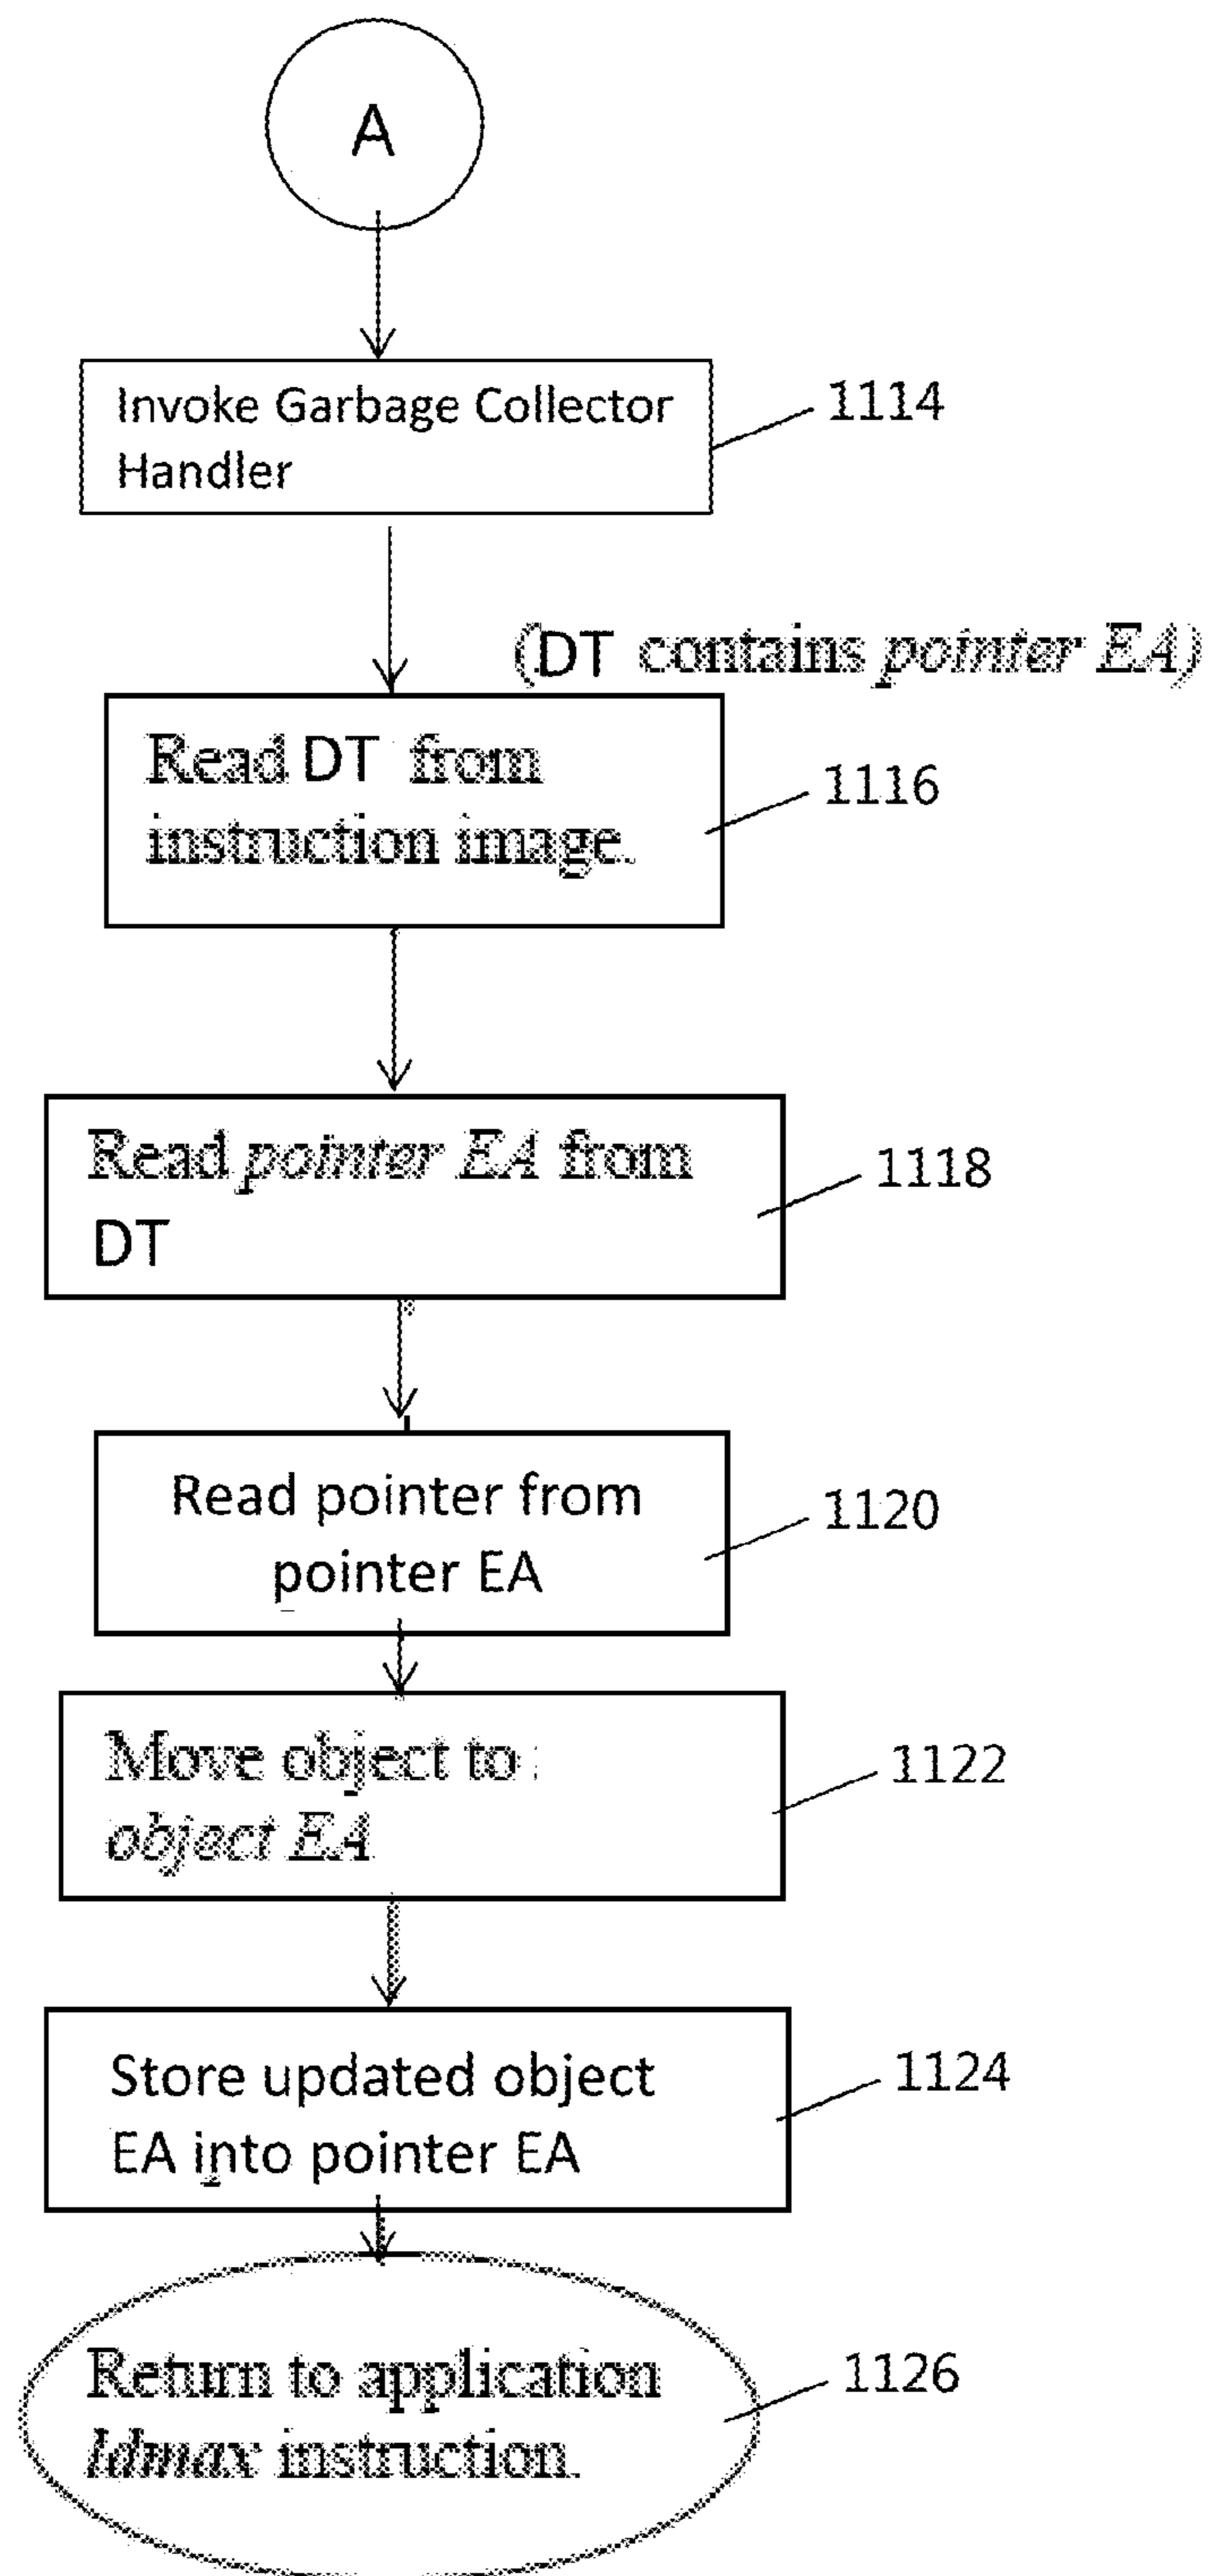 A
Invoke Garbage Collector
Handler
1114
(DT contains pointer EA)
Read DT from
instruction image.
1116
Read pointer EA from
DT
1118
Read pointer from
pointer EA
1120
Move object to
object EA
1122
Store updated object
EA into pointer EA
1124
Return to application
ldmax instruction.
1126